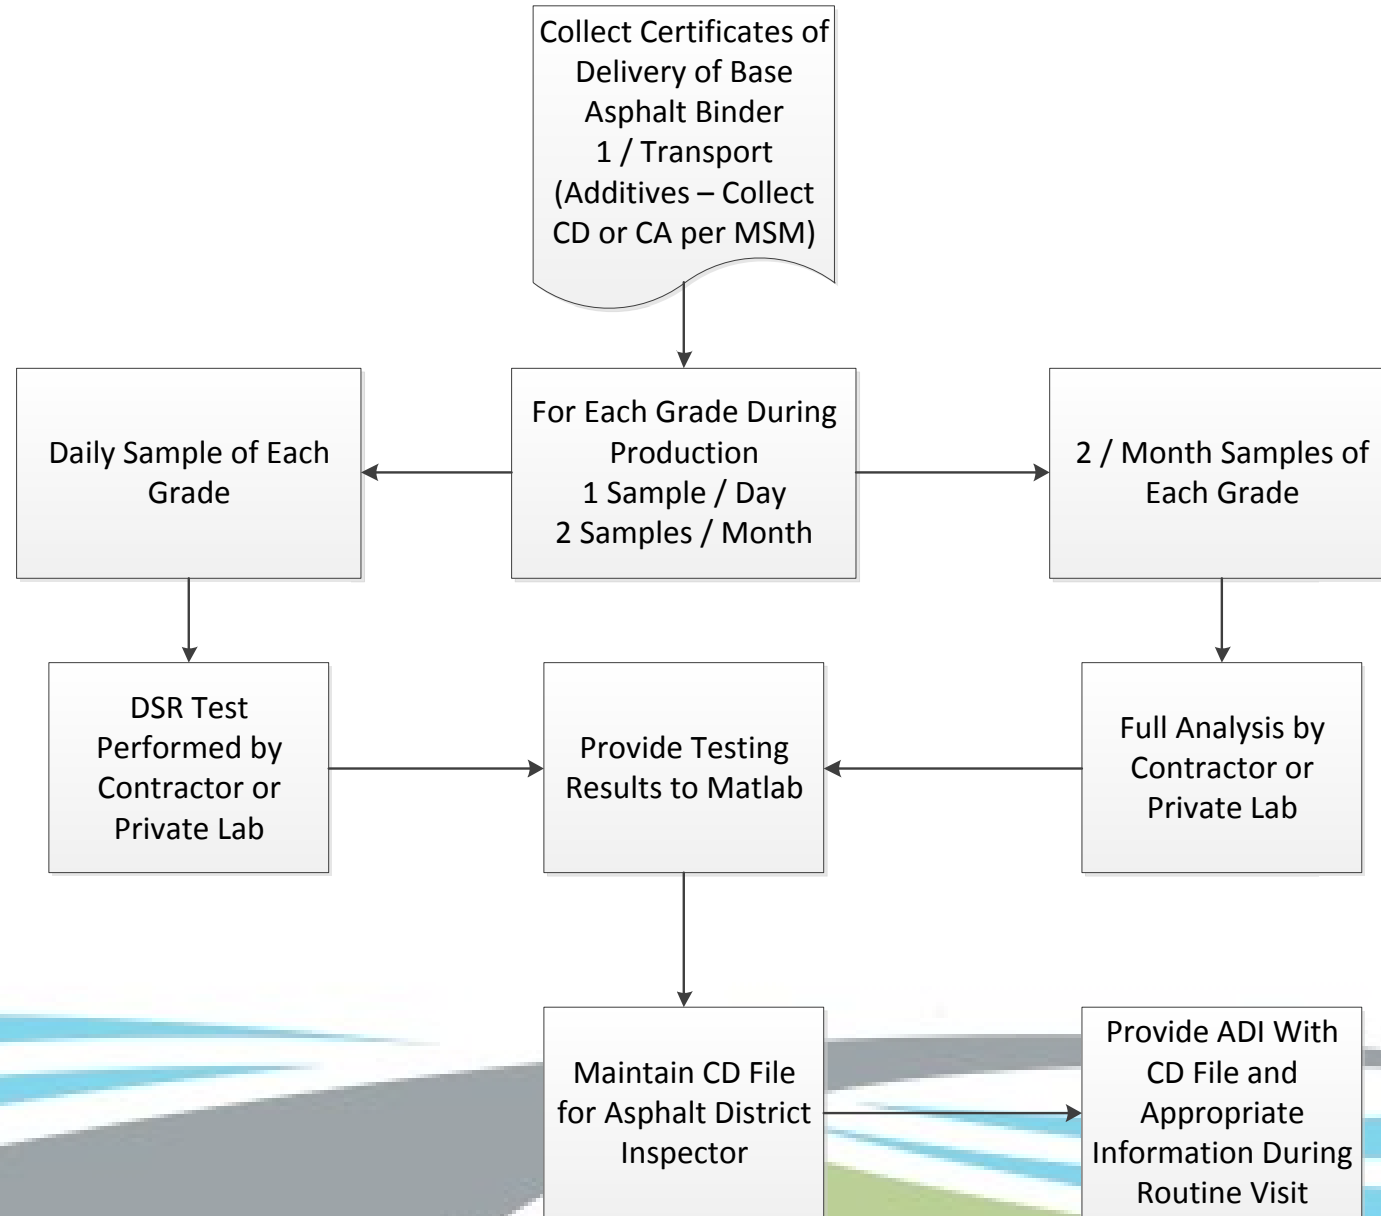 Collect Certificates of
Delivery of Base
Asphalt Binder
1 / Transport
(Additives – Collect
CD or CA per MSM)
Daily Sample of Each
Grade
For Each Grade During
Production
1 Sample / Day
2 Samples / Month
2 / Month Samples of
Each Grade
DSR Test
Performed by
Contractor or
Private Lab
Provide Testing
Results to Matlab
Full Analysis by
Contractor or
Private Lab
Maintain CD File
for Asphalt District
Inspector
Provide ADI With
CD File and
Appropriate
Information During
Routine Visit